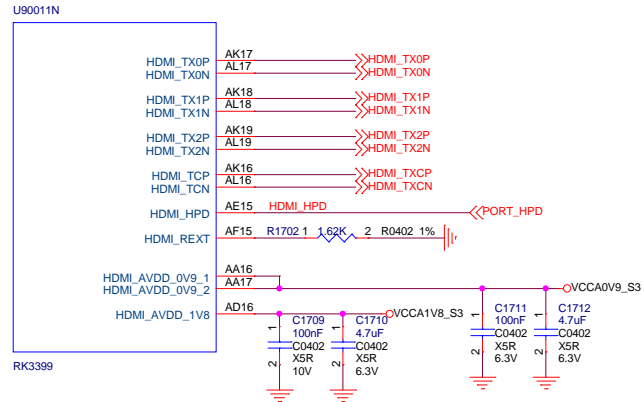 U90011N
HDMI_TX0P AK17 HDMI_TX0P
HDMI_TX0N AL17 HDMI_TX0N
HDMI_TX1P AK18 HDMI_TX1P
HDMI_TX1N AL18 HDMI_TX1N
HDMI_TX2P AK19 HDMI_TX2P
HDMI_TX2N AL19 HDMI_TX2N
HDMI_TCP AK16 HDMI_TXCP
HDMI_TCN AL16 HDMI_TXCN
HDMI_HPD AE15 HDMI_HPD PORT_HPD
HDMI_REXT AF15 R1702 1 1.62K 2 R0402 1%
HDMI_AVDD_0V9_1 AA16
HDMI_AVDD_0V9_2 AA17 VCCA0V9_S3
HDMI_AVDD_1V8 AD16 VCCA1V8_S3
1 C1709 1 C1710 1 C1711 1 C1712
100nF 4.7uF 100nF 4.7uF
C0402 C0402 C0402 C0402
2 X5R 2 X5R 2 X5R 2 X5R
10V 6.3V 6.3V 6.3V
RK3399